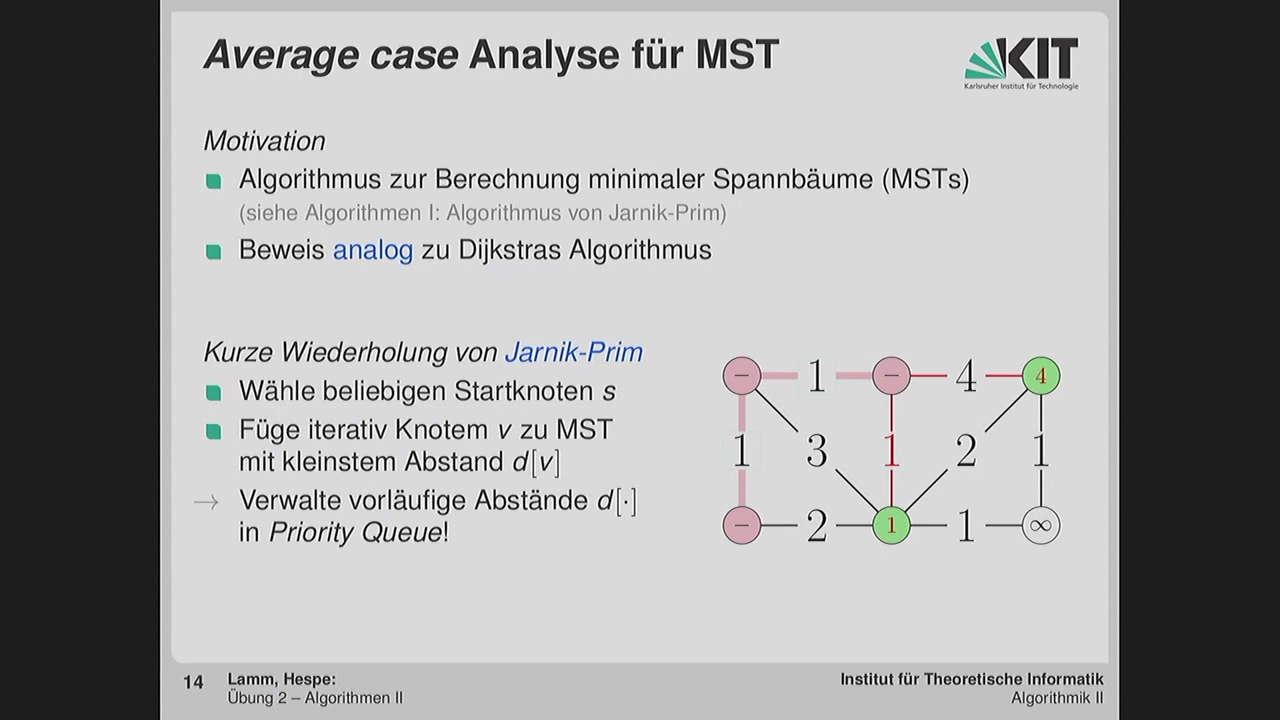 Average case Analyse für MST
KIT
Karlsruher Institut für Technologie
Motivation
Algorithmus zur Berechnung minimaler Spannbäume (MSTs)
(siehe Algorithmen I: Algorithmus von Jarnik-Prim)
Beweis analog zu Dijkstras Algorithmus
Kurze Wiederholung von Jarnik-Prim
Wähle beliebigen Startknoten s
Füge iterativ Knotem v zu MST
mit kleinstem Abstand d[v]
→ Verwalte vorläufige Abstände d[·]
in Priority Queue!
– 1 – 4 4
1 3 1 2 1
– 2 1 1 ∞
14 Lamm, Hespe:
Übung 2 – Algorithmen II
Institut für Theoretische Informatik
Algorithmik II